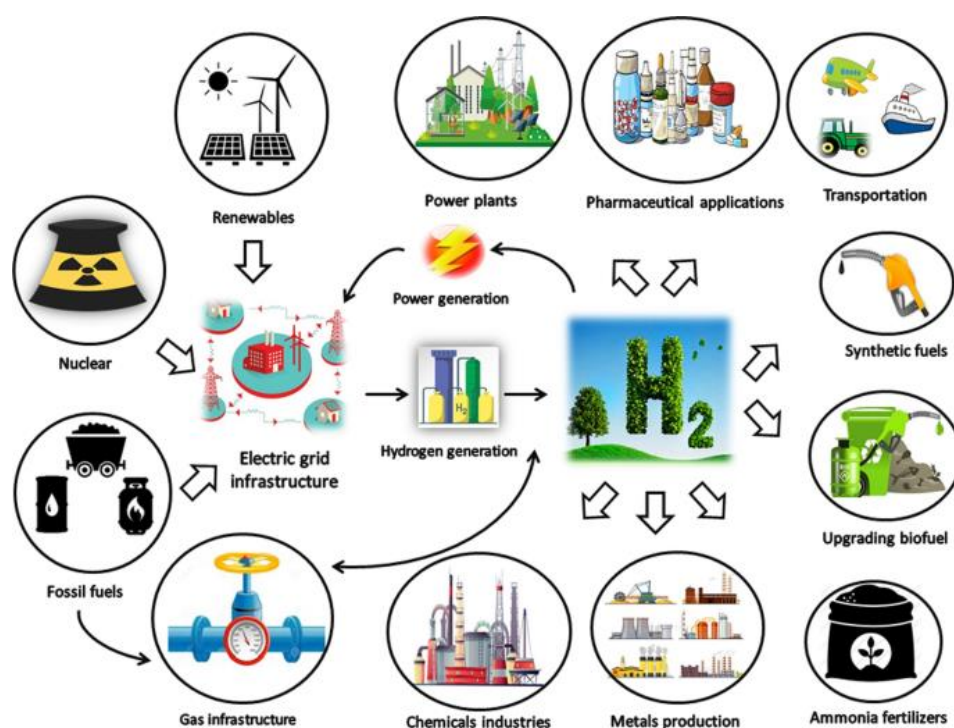 Renewables
Power plants
Pharmaceutical applications
Transportation
Nuclear
Power generation
Synthetic fuels
H2
H2
Electric grid
infrastructure
Hydrogen generation
Fossil fuels
Upgrading biofuel
Gas infrastructure
Chemicals industries
Metals production
Ammonia fertilizers